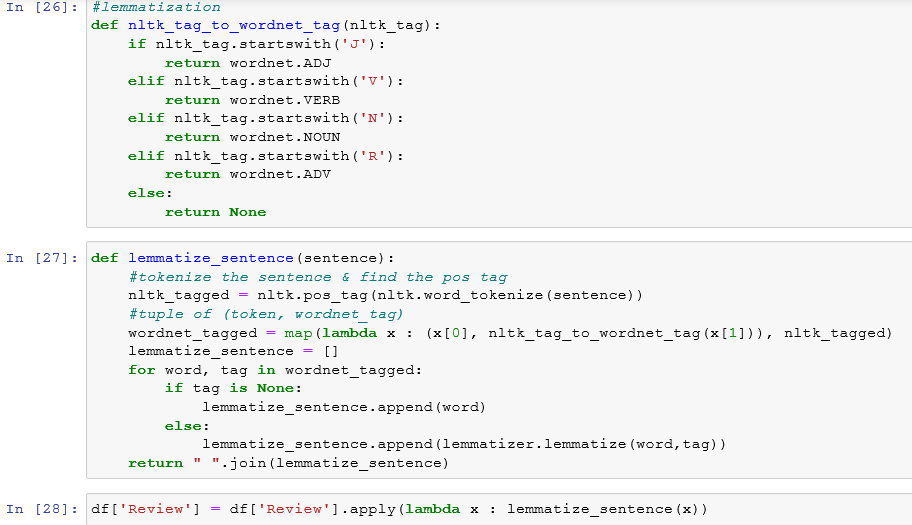 In [26]: #lemmatization
def nltk_tag_to_wordnet_tag(nltk_tag):
    if nltk_tag.startswith('J'):
        return wordnet.ADJ
    elif nltk_tag.startswith('V'):
        return wordnet.VERB
    elif nltk_tag.startswith('N'):
        return wordnet.NOUN
    elif nltk_tag.startswith('R'):
        return wordnet.ADV
    else:
        return None
In [27]: def lemmatize_sentence(sentence):
    #tokenize the sentence & find the pos tag
    nltk_tagged = nltk.pos_tag(nltk.word_tokenize(sentence))
    #tuple of (token, wordnet_tag)
    wordnet_tagged = map(lambda x : (x[0], nltk_tag_to_wordnet_tag(x[1])), nltk_tagged)
    lemmatize_sentence = []
    for word, tag in wordnet_tagged:
        if tag is None:
            lemmatize_sentence.append(word)
        else:
            lemmatize_sentence.append(lemmatizer.lemmatize(word,tag))
    return " ".join(lemmatize_sentence)
In [28]: df['Review'] = df['Review'].apply(lambda x : lemmatize_sentence(x))